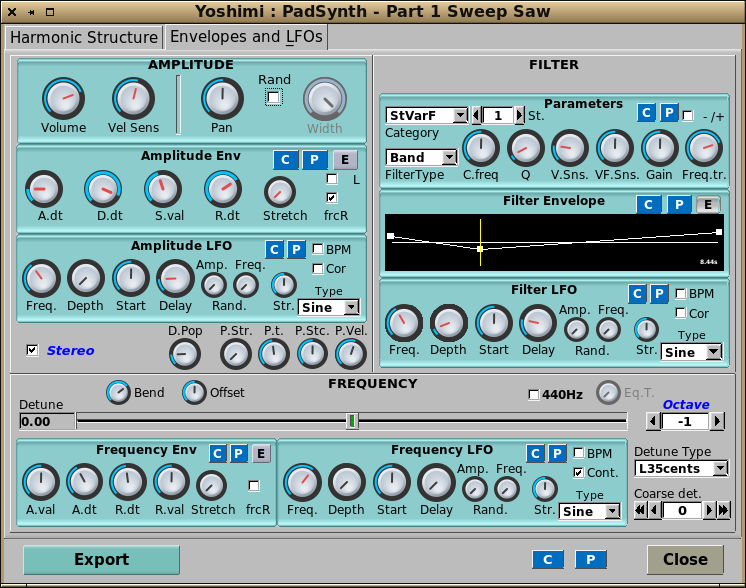 Yoshimi : PadSynth - Part 1 Sweep Saw
Harmonic Structure
Envelopes and LFOs
AMPLITUDE
Volume
Vel Sens
Pan
Rand
Width
Amplitude Env
C
P
E
A.dt
D.dt
S.val
R.dt
Stretch
L
frcR
Amplitude LFO
C
P
BPM
Cor
Freq.
Depth
Start
Delay
Amp.
Freq.
Rand.
Str.
Type
Sine
Stereo
D.Pop
P.Str.
P.t.
P.Stc.
P.Vel.
FILTER
Parameters
StVarF
1
St.
C
P
- /+
Category
Band
FilterType
C.freq
Q
V.Sns.
VF.Sns.
Gain
Freq.tr.
Filter Envelope
C
P
E
8.44s
Filter LFO
C
P
BPM
Cor
Freq.
Depth
Start
Delay
Amp.
Freq.
Rand.
Str.
Type
Sine
FREQUENCY
Bend
Offset
440Hz
Eq.T.
Detune
0.00
Octave
-1
Frequency Env
C
P
E
A.val
A.dt
R.dt
R.val
Stretch
frcR
Frequency LFO
C
P
BPM
Cont.
Freq.
Depth
Start
Delay
Amp.
Freq.
Rand.
Str.
Type
Sine
Detune Type
L35cents
Coarse det.
0
Export
C
P
Close